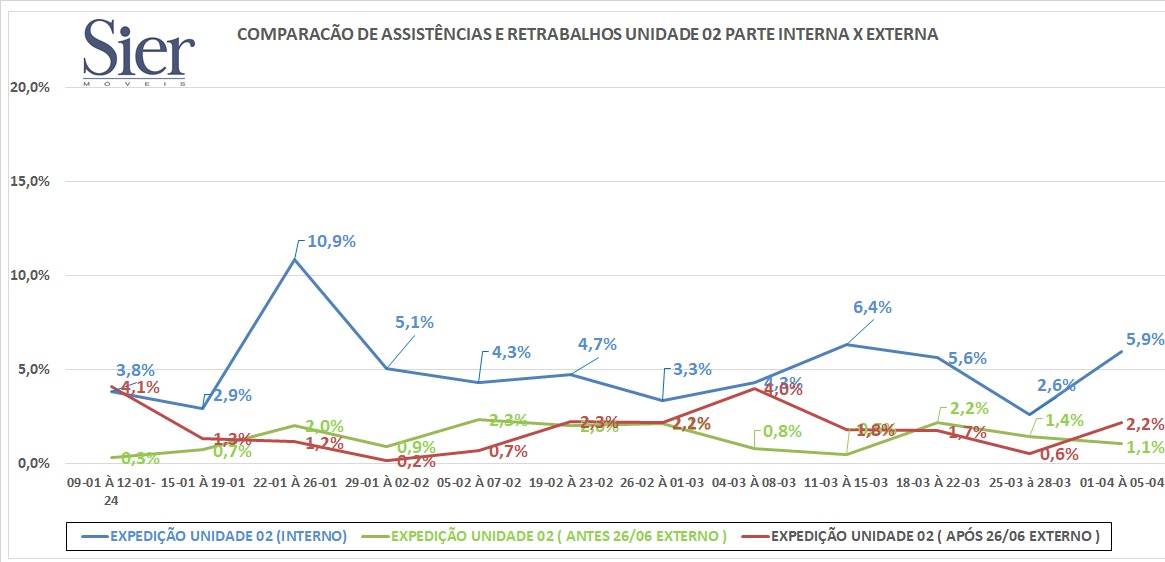 Sier
MÓVEIS
COMPARACÃO DE ASSISTÊNCIAS E RETRABALHOS UNIDADE 02 PARTE INTERNA X EXTERNA
20,0%
15,0%
10,0%
5,0%
0,0%
3,8%
2,9%
10,9%
5,1%
4,3%
4,7%
3,3%
4,3%
6,4%
5,6%
2,6%
5,9%
0,3%
0,7%
2,0%
0,9%
2,3%
2,1%
0,8%
2,2%
1,4%
1,1%
4,1%
1,3%
1,2%
0,2%
0,7%
2,3%
2,2%
4,0%
1,8%
1,7%
0,6%
2,2%
09-01 À 12-01-24
15-01 À 19-01
22-01 À 26-01
29-01 À 02-02
05-02 À 07-02
19-02 À 23-02
26-02 À 01-03
04-03 À 08-03
11-03 À 15-03
18-03 À 22-03
25-03 à 28-03
01-04 À 05-04
EXPEDIÇÃO UNIDADE 02 (INTERNO)
EXPEDIÇÃO UNIDADE 02 ( ANTES 26/06 EXTERNO )
EXPEDIÇÃO UNIDADE 02 ( APÓS 26/06 EXTERNO )